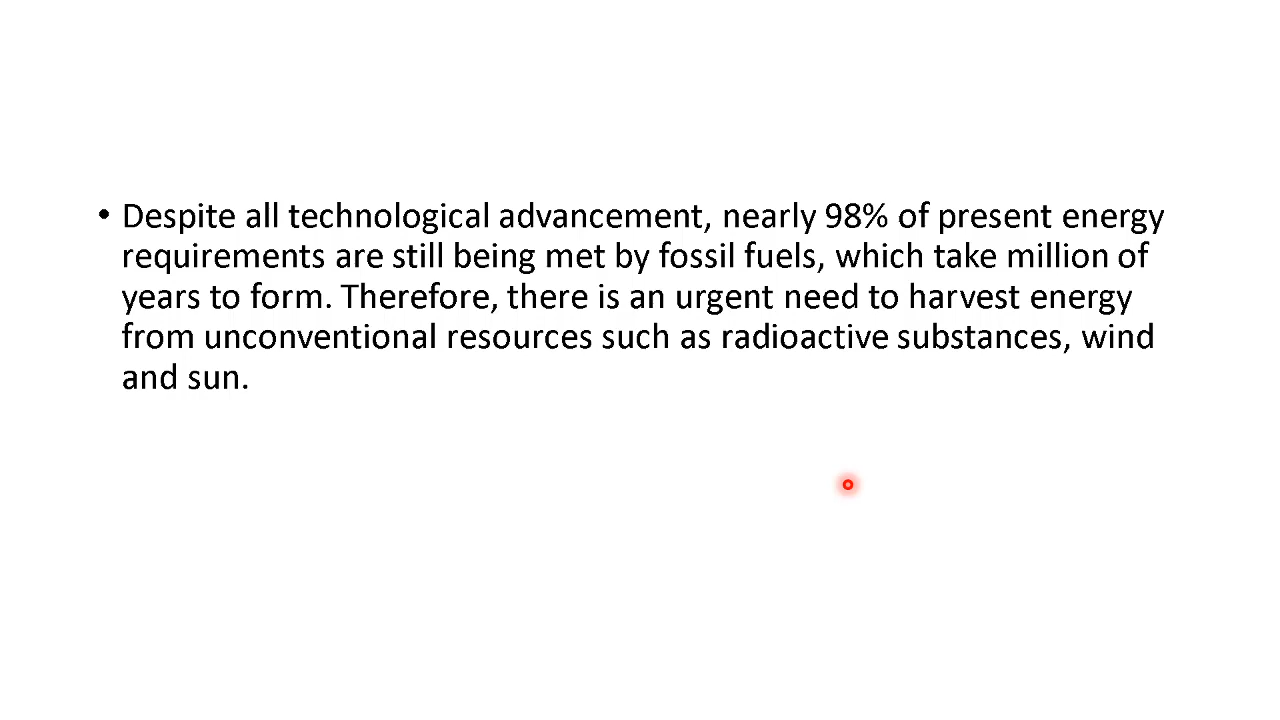 • Despite all technological advancement, nearly 98% of present energy
requirements are still being met by fossil fuels, which take million of
years to form. Therefore, there is an urgent need to harvest energy
from unconventional resources such as radioactive substances, wind
and sun.